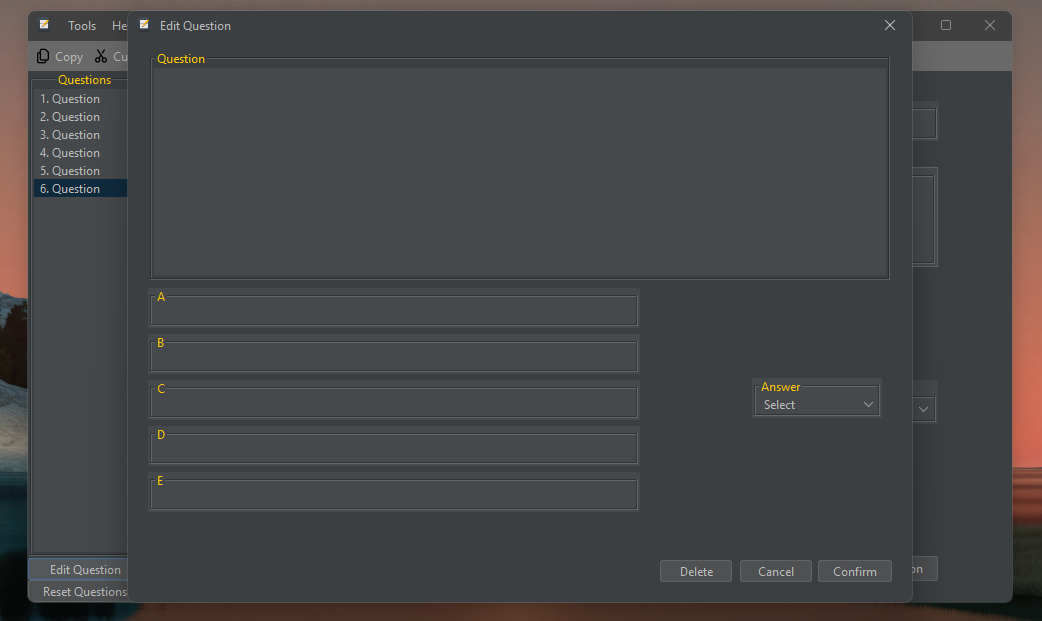 Tools He
Edit Question
Copy Cu
Questions
1. Question
2. Question
3. Question
4. Question
5. Question
6. Question
Question
A
B
C
D
E
Answer
Select
Edit Question
Reset Questions
Delete Cancel Confirm
on